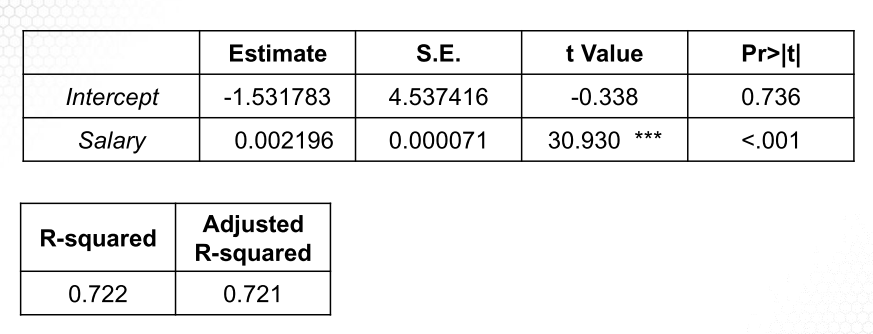 Estimate S.E. t Value Pr>|t|
Intercept -1.531783 4.537416 -0.338 0.736
Salary 0.002196 0.000071 30.930 *** <.001
R-squared Adjusted
R-squared
0.722 0.721